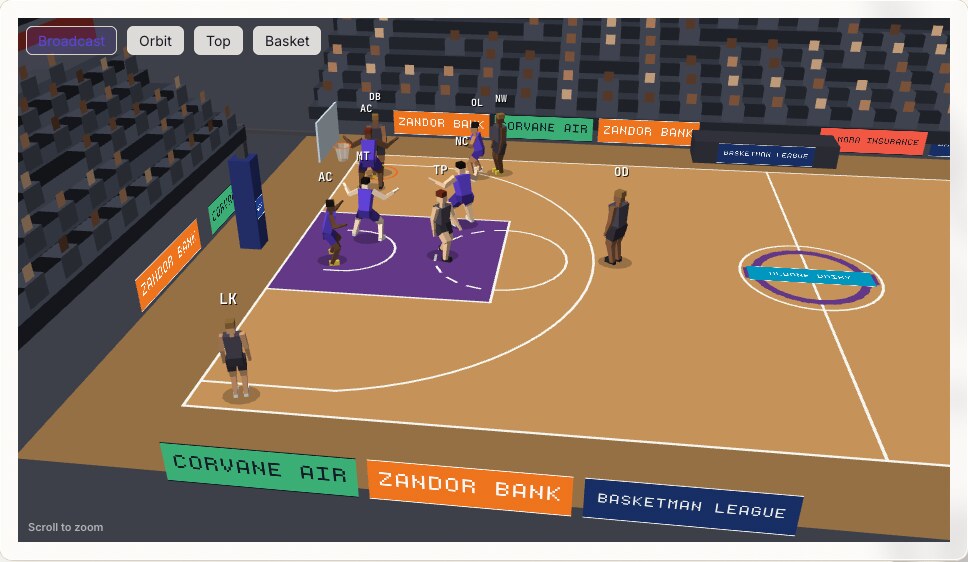 Broadcast
Orbit
Top
Basket
DB
AC
OL
NW
ZANDOR BANK
CORVANE AIR
ZANDOR BANK
INSURANCE
BASKETMAN LEAGUE
NC
MT
AC
TP
OD
ZANDOR BANK
LK
CORVANE AIR
ZANDOR BANK
BASKETMAN LEAGUE
Scroll to zoom